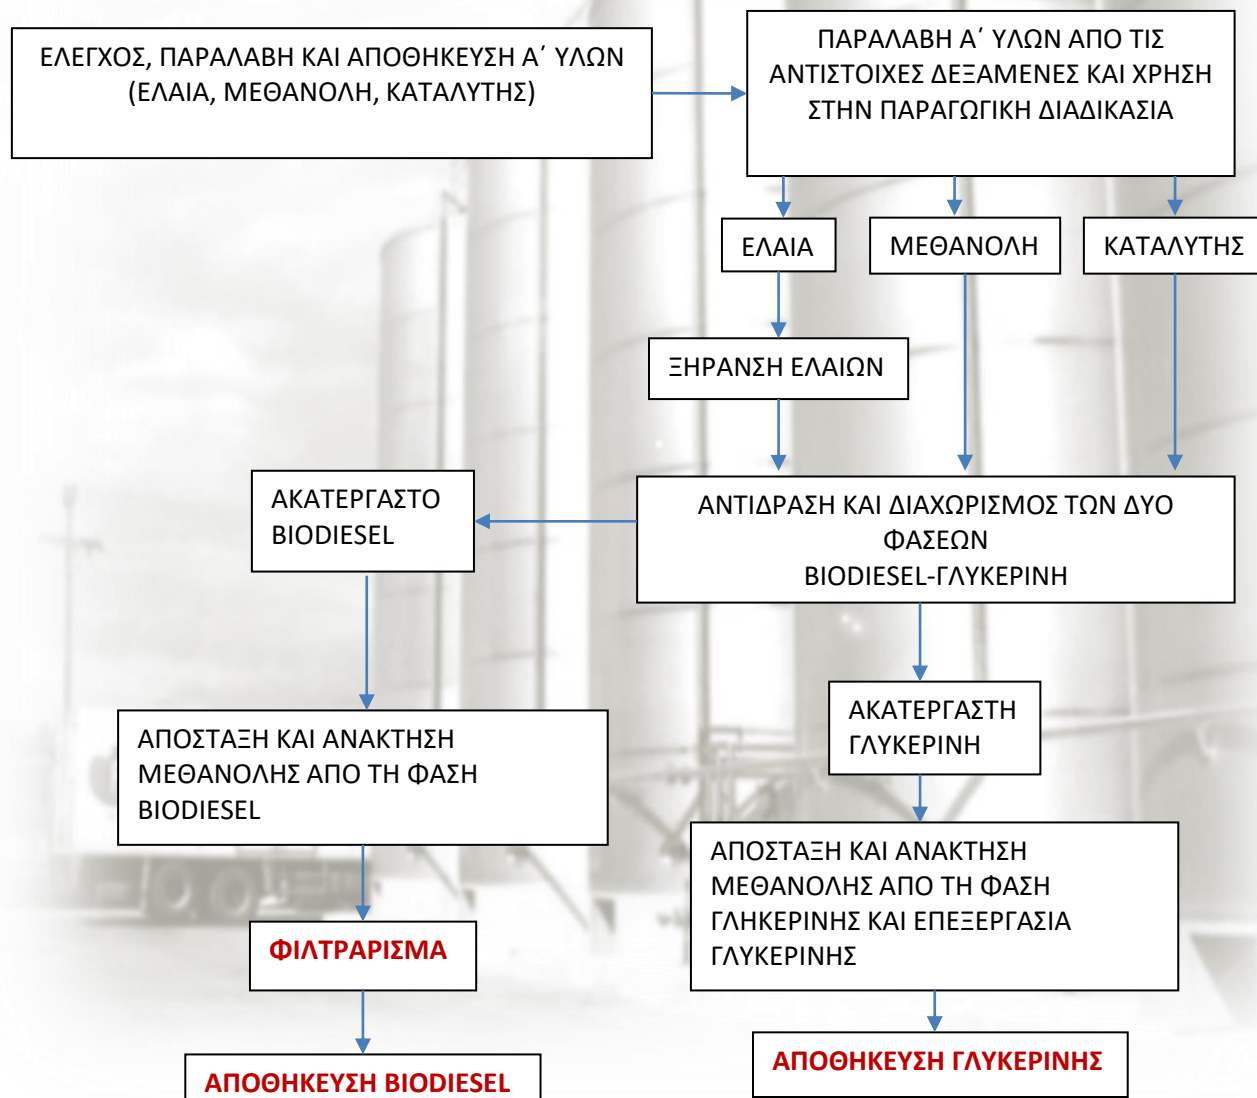 ΕΛΕΓΧΟΣ, ΠΑΡΑΛΑΒΗ ΚΑΙ ΑΠΟΘΗΚΕΥΣΗ Α΄ ΥΛΩΝ
(ΕΛΑΙΑ, ΜΕΘΑΝΟΛΗ, ΚΑΤΑΛΥΤΗΣ)
ΠΑΡΑΛΑΒΗ Α΄ ΥΛΩΝ ΑΠΟ ΤΙΣ
ΑΝΤΙΣΤΟΙΧΕΣ ΔΕΞΑΜΕΝΕΣ ΚΑΙ ΧΡΗΣΗ
ΣΤΗΝ ΠΑΡΑΓΩΓΙΚΗ ΔΙΑΔΙΚΑΣΙΑ
ΕΛΑΙΑ
ΜΕΘΑΝΟΛΗ
ΚΑΤΑΛΥΤΗΣ
ΞΗΡΑΝΣΗ ΕΛΑΙΩΝ
ΑΝΤΙΔΡΑΣΗ ΚΑΙ ΔΙΑΧΩΡΙΣΜΟΣ ΤΩΝ ΔΥΟ
ΦΑΣΕΩΝ
BIODIESEL-ΓΛΥΚΕΡΙΝΗ
ΑΚΑΤΕΡΓΑΣΤΟ
BIODIESEL
ΑΚΑΤΕΡΓΑΣΤΗ
ΓΛΥΚΕΡΙΝΗ
ΑΠΟΣΤΑΞΗ ΚΑΙ ΑΝΑΚΤΗΣΗ
ΜΕΘΑΝΟΛΗΣ ΑΠΟ ΤΗ ΦΑΣΗ
BIODIESEL
ΑΠΟΣΤΑΞΗ ΚΑΙ ΑΝΑΚΤΗΣΗ
ΜΕΘΑΝΟΛΗΣ ΑΠΟ ΤΗ ΦΑΣΗ
ΓΛΗΚΕΡΙΝΗΣ ΚΑΙ ΕΠΕΞΕΡΓΑΣΙΑ
ΓΛΥΚΕΡΙΝΗΣ
ΦΙΛΤΡΑΡΙΣΜΑ
ΑΠΟΘΗΚΕΥΣΗ BIODIESEL
ΑΠΟΘΗΚΕΥΣΗ ΓΛΥΚΕΡΙΝΗΣ